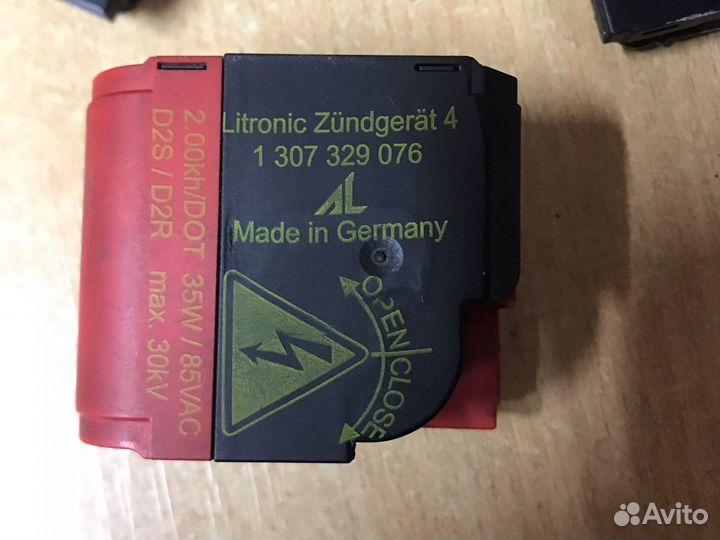 Litronic Zündgerät 4
1 307 329 076
AL
Made in Germany
OPEN CLOSE
2.00kh/DOT 35W / 85VAC
D2S / D2R max. 30kV
Avito